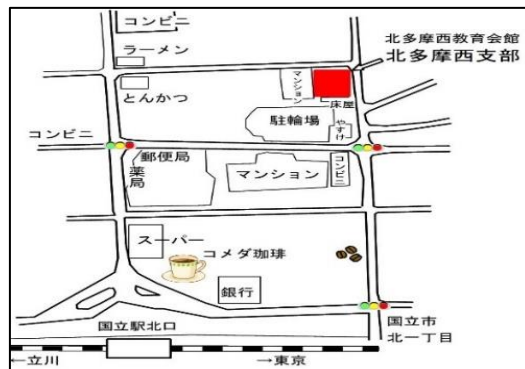 コンビニ
ラーメン
とんかつ
マンション
北多摩西教育会館
北多摩西支部
床屋
駐輪場
やすけ
コンビニ
郵便局
薬局
マンション
コンビニ
スーパー
コメダ珈琲
銀行
国立駅北口
国立市
北一丁目
←立川
→東京